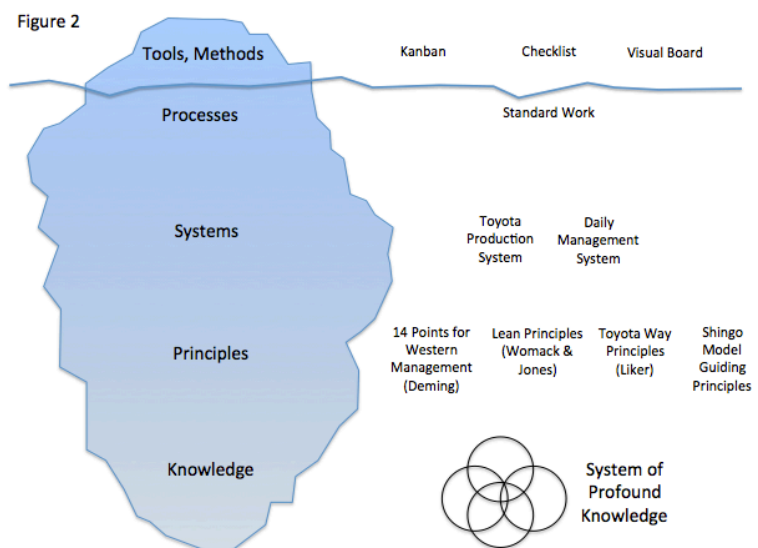 Figure 2
Tools, Methods
Kanban
Checklist
Visual Board
Processes
Standard Work
Systems
Toyota
Production
System
Daily
Management
System
Principles
14 Points for
Western
Management
(Deming)
Lean Principles
(Womack &
Jones)
Toyota Way
Principles
(Liker)
Shingo
Model
Guiding
Principles
Knowledge
System of
Profound
Knowledge